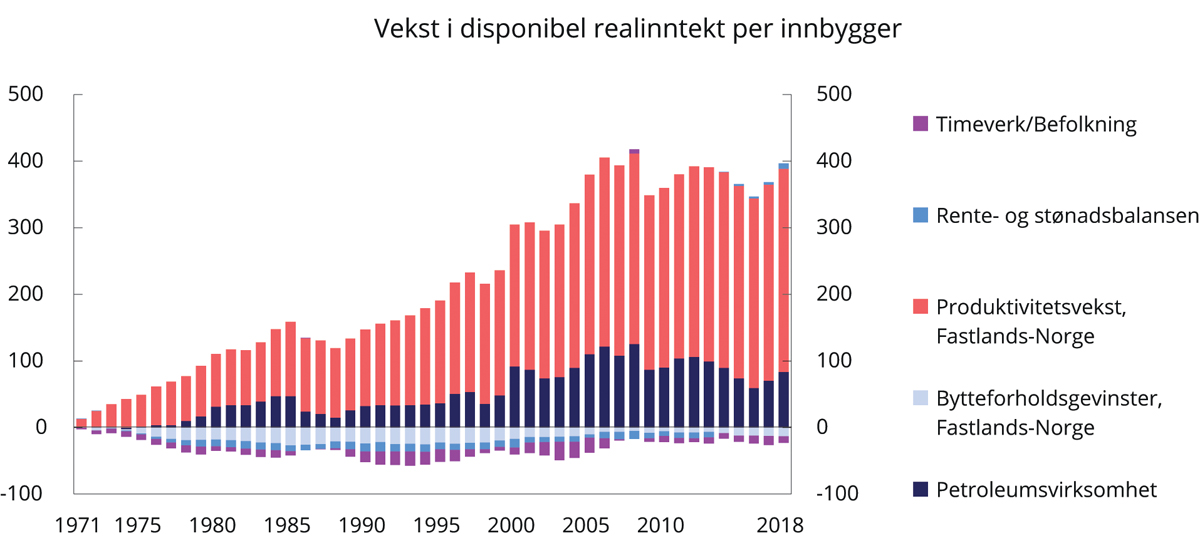 Vekst i disponibel realinntekt per innbygger
500
400
300
200
100
0
-100
500
400
300
200
100
0
-100
1971 1975 1980 1985 1990 1995 2000 2005 2010 2018
Timeverk/Befolkning
Rente- og stønadsbalansen
Produktivitetsvekst,
Fastlands-Norge
Bytteforholdsgevinster,
Fastlands-Norge
Petroleumsvirksomhet